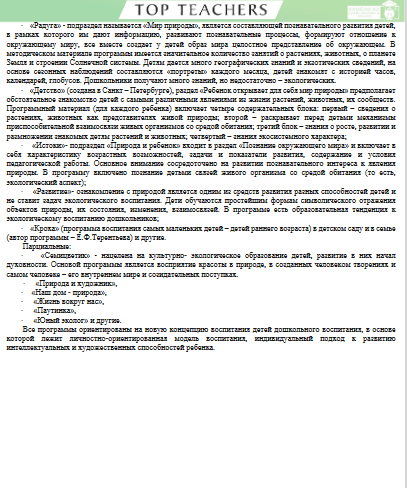 TOP TEACHERS
· «Радуга» - подраздел называется «Мир природы», является составляющей познавательного развития детей,
в рамках которого им дают информацию, развивают познавательные процессы, формируют отношение к
окружающему миру, все вместе создает у детей образ мира целостное представление об окружающем. В
методическом материале программы имеется значительное количество занятий о растениях, животных, о планете
Земля и строении Солнечной системы. Детям дается много географических знаний и экзотических сведений, на
основе сезонных наблюдений составляются «портреты» каждого месяца, детей знакомят с историей часов,
календарей, глобусов. Дошкольники получают много знаний, но недостаточно – экологических.
· «Детство» (создана в Санкт – Петербурге), раздел «Ребенок открывает для себя мир природы» предполагает
обстоятельное знакомство детей с самыми различными явлениями из жизни растений, животных, их сообществ.
Программный материал (для каждого ребенка) включает четыре содержательных блока: первый – сведения о
растениях, животных как представителях живой природы; второй – раскрывает перед детьми механизмы
приспособительной взаимосвязи живых организмов со средой обитания; третий блок – знания о росте, развитии и
размножении знакомых детям растений и животных; четвертый – знания экосистемного характера;
· «Истоки»- подраздел «Природа и ребенок» входит в раздел «Познание окружающего мира» и включает в
себя характеристику возрастных возможностей, задачи и показатели развития, содержание и условия
педагогической работы. Основное внимание сосредоточено на развитии познавательного интереса к явления
природы. В программу включено познание детьми связей живого организма со средой обитания (то есть,
экологический аспект);
· «Развитие»- ознакомление с природой является одним из средств развития разных способностей детей и
не ставит задач экологического воспитания. Дети обучаются простейшим формам символического отражения
объектов природы, их состояния, изменения, взаимосвязей. В программе есть образовательная тенденция к
экологическому воспитанию дошкольников;
· «Кроха» (программа воспитания самых маленьких детей – детей раннего возраста) в детском саду и в семье
(автор программы – Е.Ф.Терентьева) и другие.
Парциальные:
· «Семицветик» - нацелена на культурно- экологическое образование детей, развитие в них начал
духовности. Основой программы является восприятие красоты в природе, в созданных человеком творениях и
самом человеке – его внутреннем мире и созидательных поступках.
· «Природа и художник»,
· «Наш дом - природа»,
· «Жизнь вокруг нас»,
· «Паутинка»,
· «Юный эколог» и другие.
Все программы ориентированы на новую концепцию воспитания детей дошкольного воспитания, в основе
которой лежит личностно-ориентированная модель воспитания, индивидуальный подход к развитию
интеллектуальных и художественных способностей ребенка.